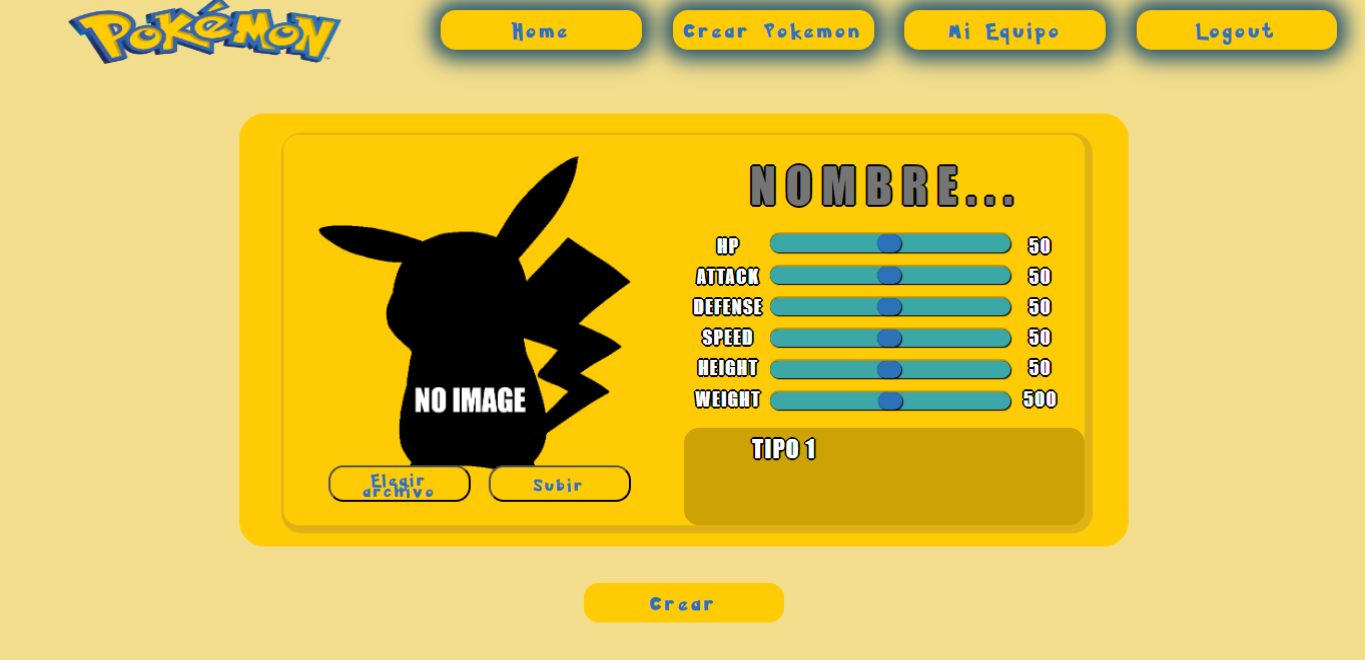 POKéMON
Home
Crear Pokemon
Mi Equipo
Logout
NOMBRE...
HP 50
ATTACK 50
DEFENSE 50
SPEED 50
HEIGHT 50
WEIGHT 500
NO IMAGE
TIPO 1
Elegir
archivo
Subir
Crear